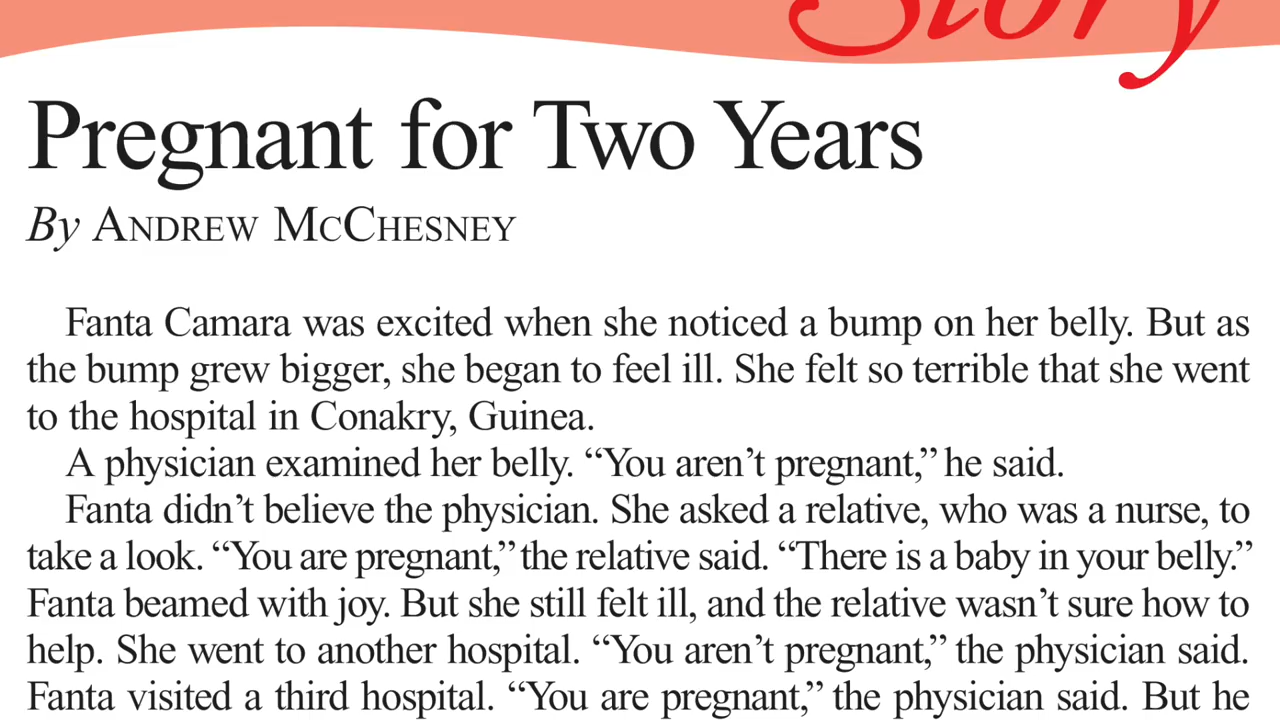 Story
Pregnant for Two Years
By Andrew McChesney
Fanta Camara was excited when she noticed a bump on her belly. But as
the bump grew bigger, she began to feel ill. She felt so terrible that she went
to the hospital in Conakry, Guinea.
A physician examined her belly. “You aren’t pregnant,” he said.
Fanta didn’t believe the physician. She asked a relative, who was a nurse, to
take a look. “You are pregnant,” the relative said. “There is a baby in your belly.”
Fanta beamed with joy. But she still felt ill, and the relative wasn’t sure how to
help. She went to another hospital. “You aren’t pregnant,” the physician said.
Fanta visited a third hospital. “You are pregnant,” the physician said. But he